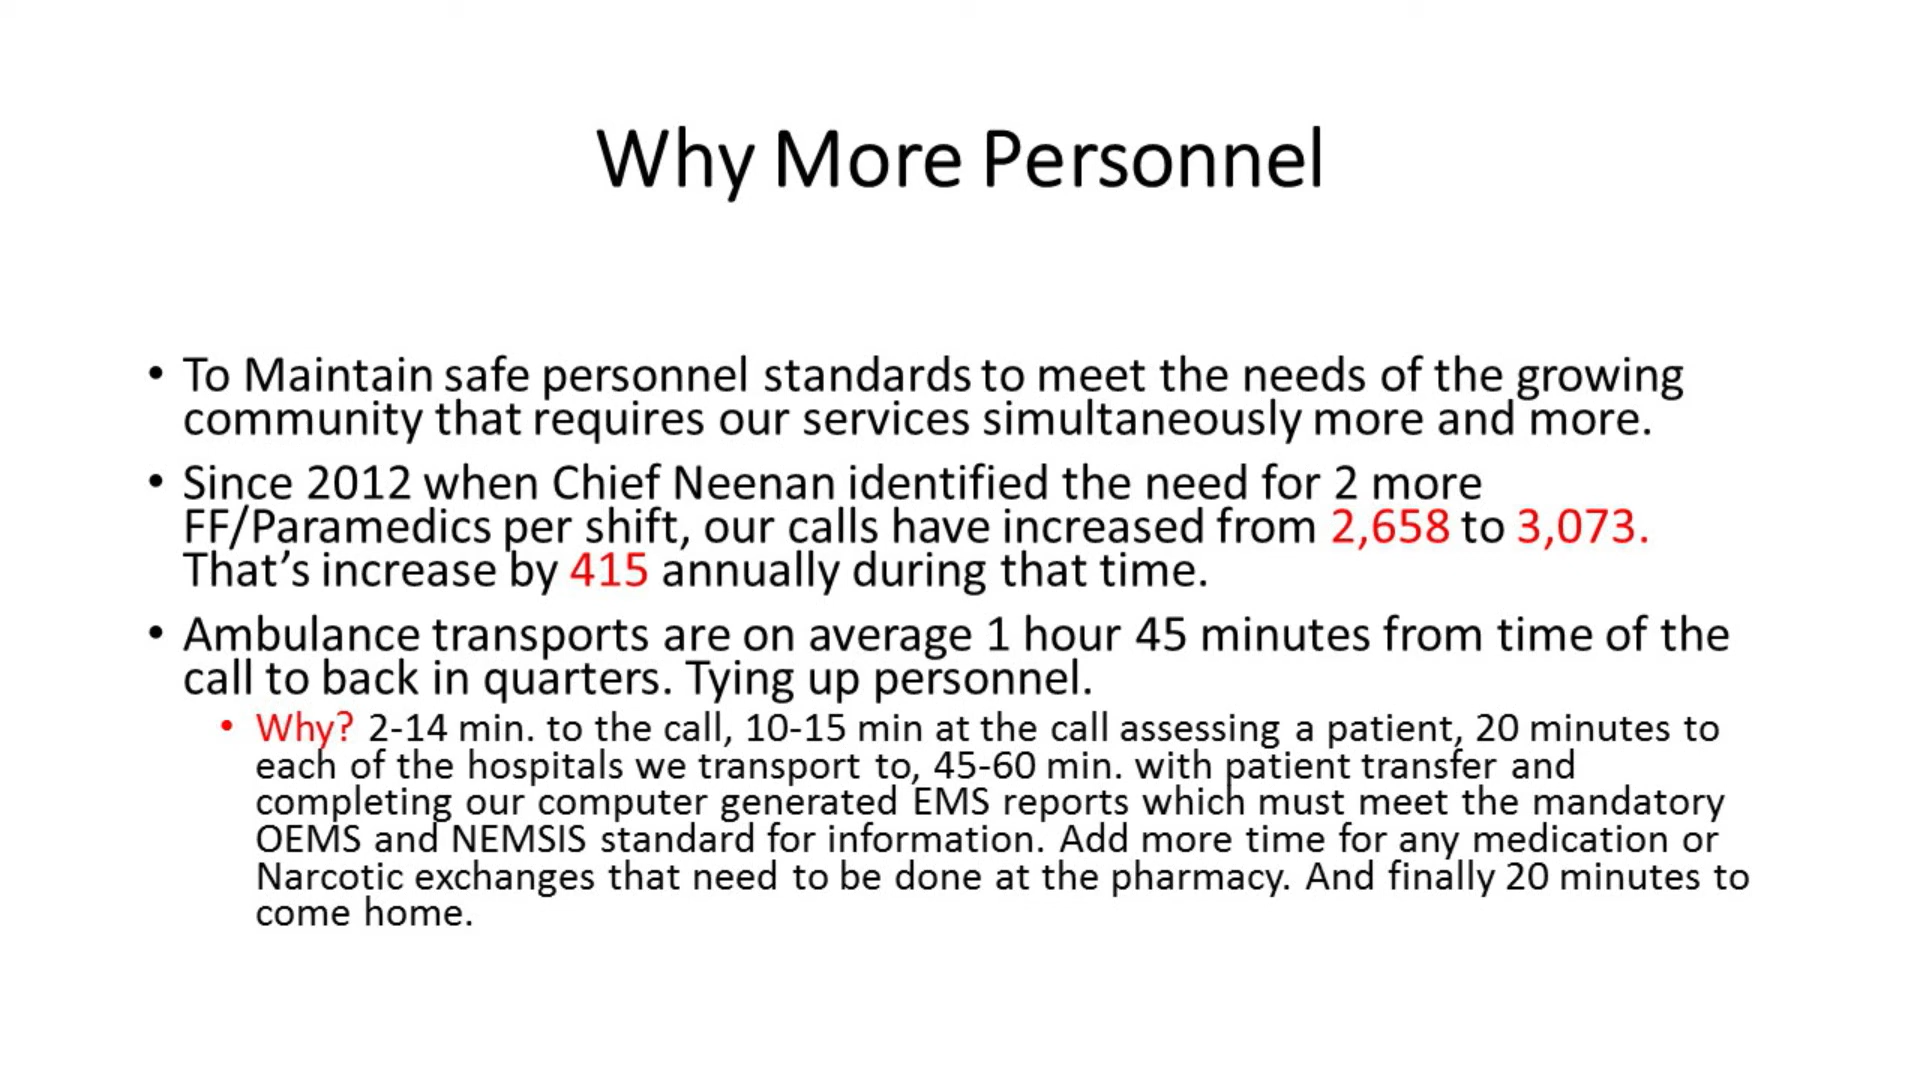 Why More Personnel
• To Maintain safe personnel standards to meet the needs of the growing
community that requires our services simultaneously more and more.
• Since 2012 when Chief Neenan identified the need for 2 more
FF/Paramedics per shift, our calls have increased from 2,658 to 3,073.
That's increase by 415 annually during that time.
• Ambulance transports are on average 1 hour 45 minutes from time of the
call to back in quarters. Tying up personnel.
• Why? 2-14 min. to the call, 10-15 min at the call assessing a patient, 20 minutes to
each of the hospitals we transport to, 45-60 min. with patient transfer and
completing our computer generated EMS reports which must meet the mandatory
OEMS and NEMSIS standard for information. Add more time for any medication or
Narcotic exchanges that need to be done at the pharmacy. And finally 20 minutes to
come home.